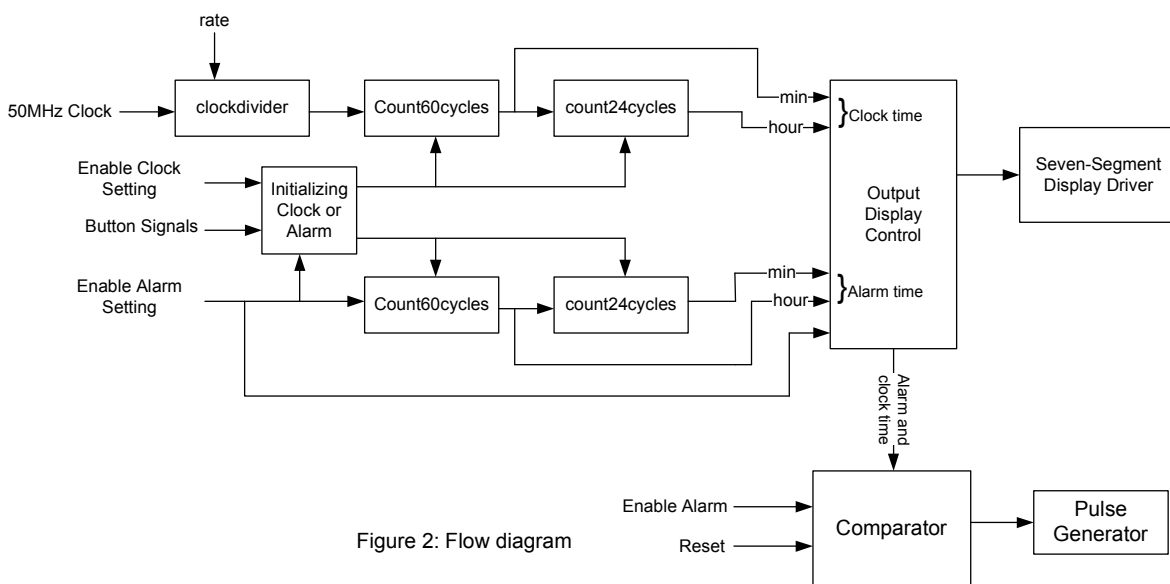 rate
50MHz Clock
clockdivider
Count60cycles
count24cycles
min
hour
} Clock time
Enable Clock
Setting
Button Signals
Initializing
Clock or
Alarm
Output
Display
Control
Seven-Segment
Display Driver
Enable Alarm
Setting
Count60cycles
count24cycles
min
hour
} Alarm time
Alarm and
clock time
Enable Alarm
Reset
Comparator
Pulse
Generator
Figure 2: Flow diagram